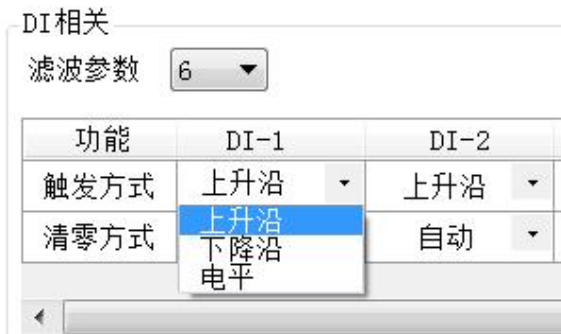 DI相关
滤波参数 6
功能 DI-1 DI-2
触发方式 上升沿 上升沿
清零方式 上升沿 自动
下降沿
电平